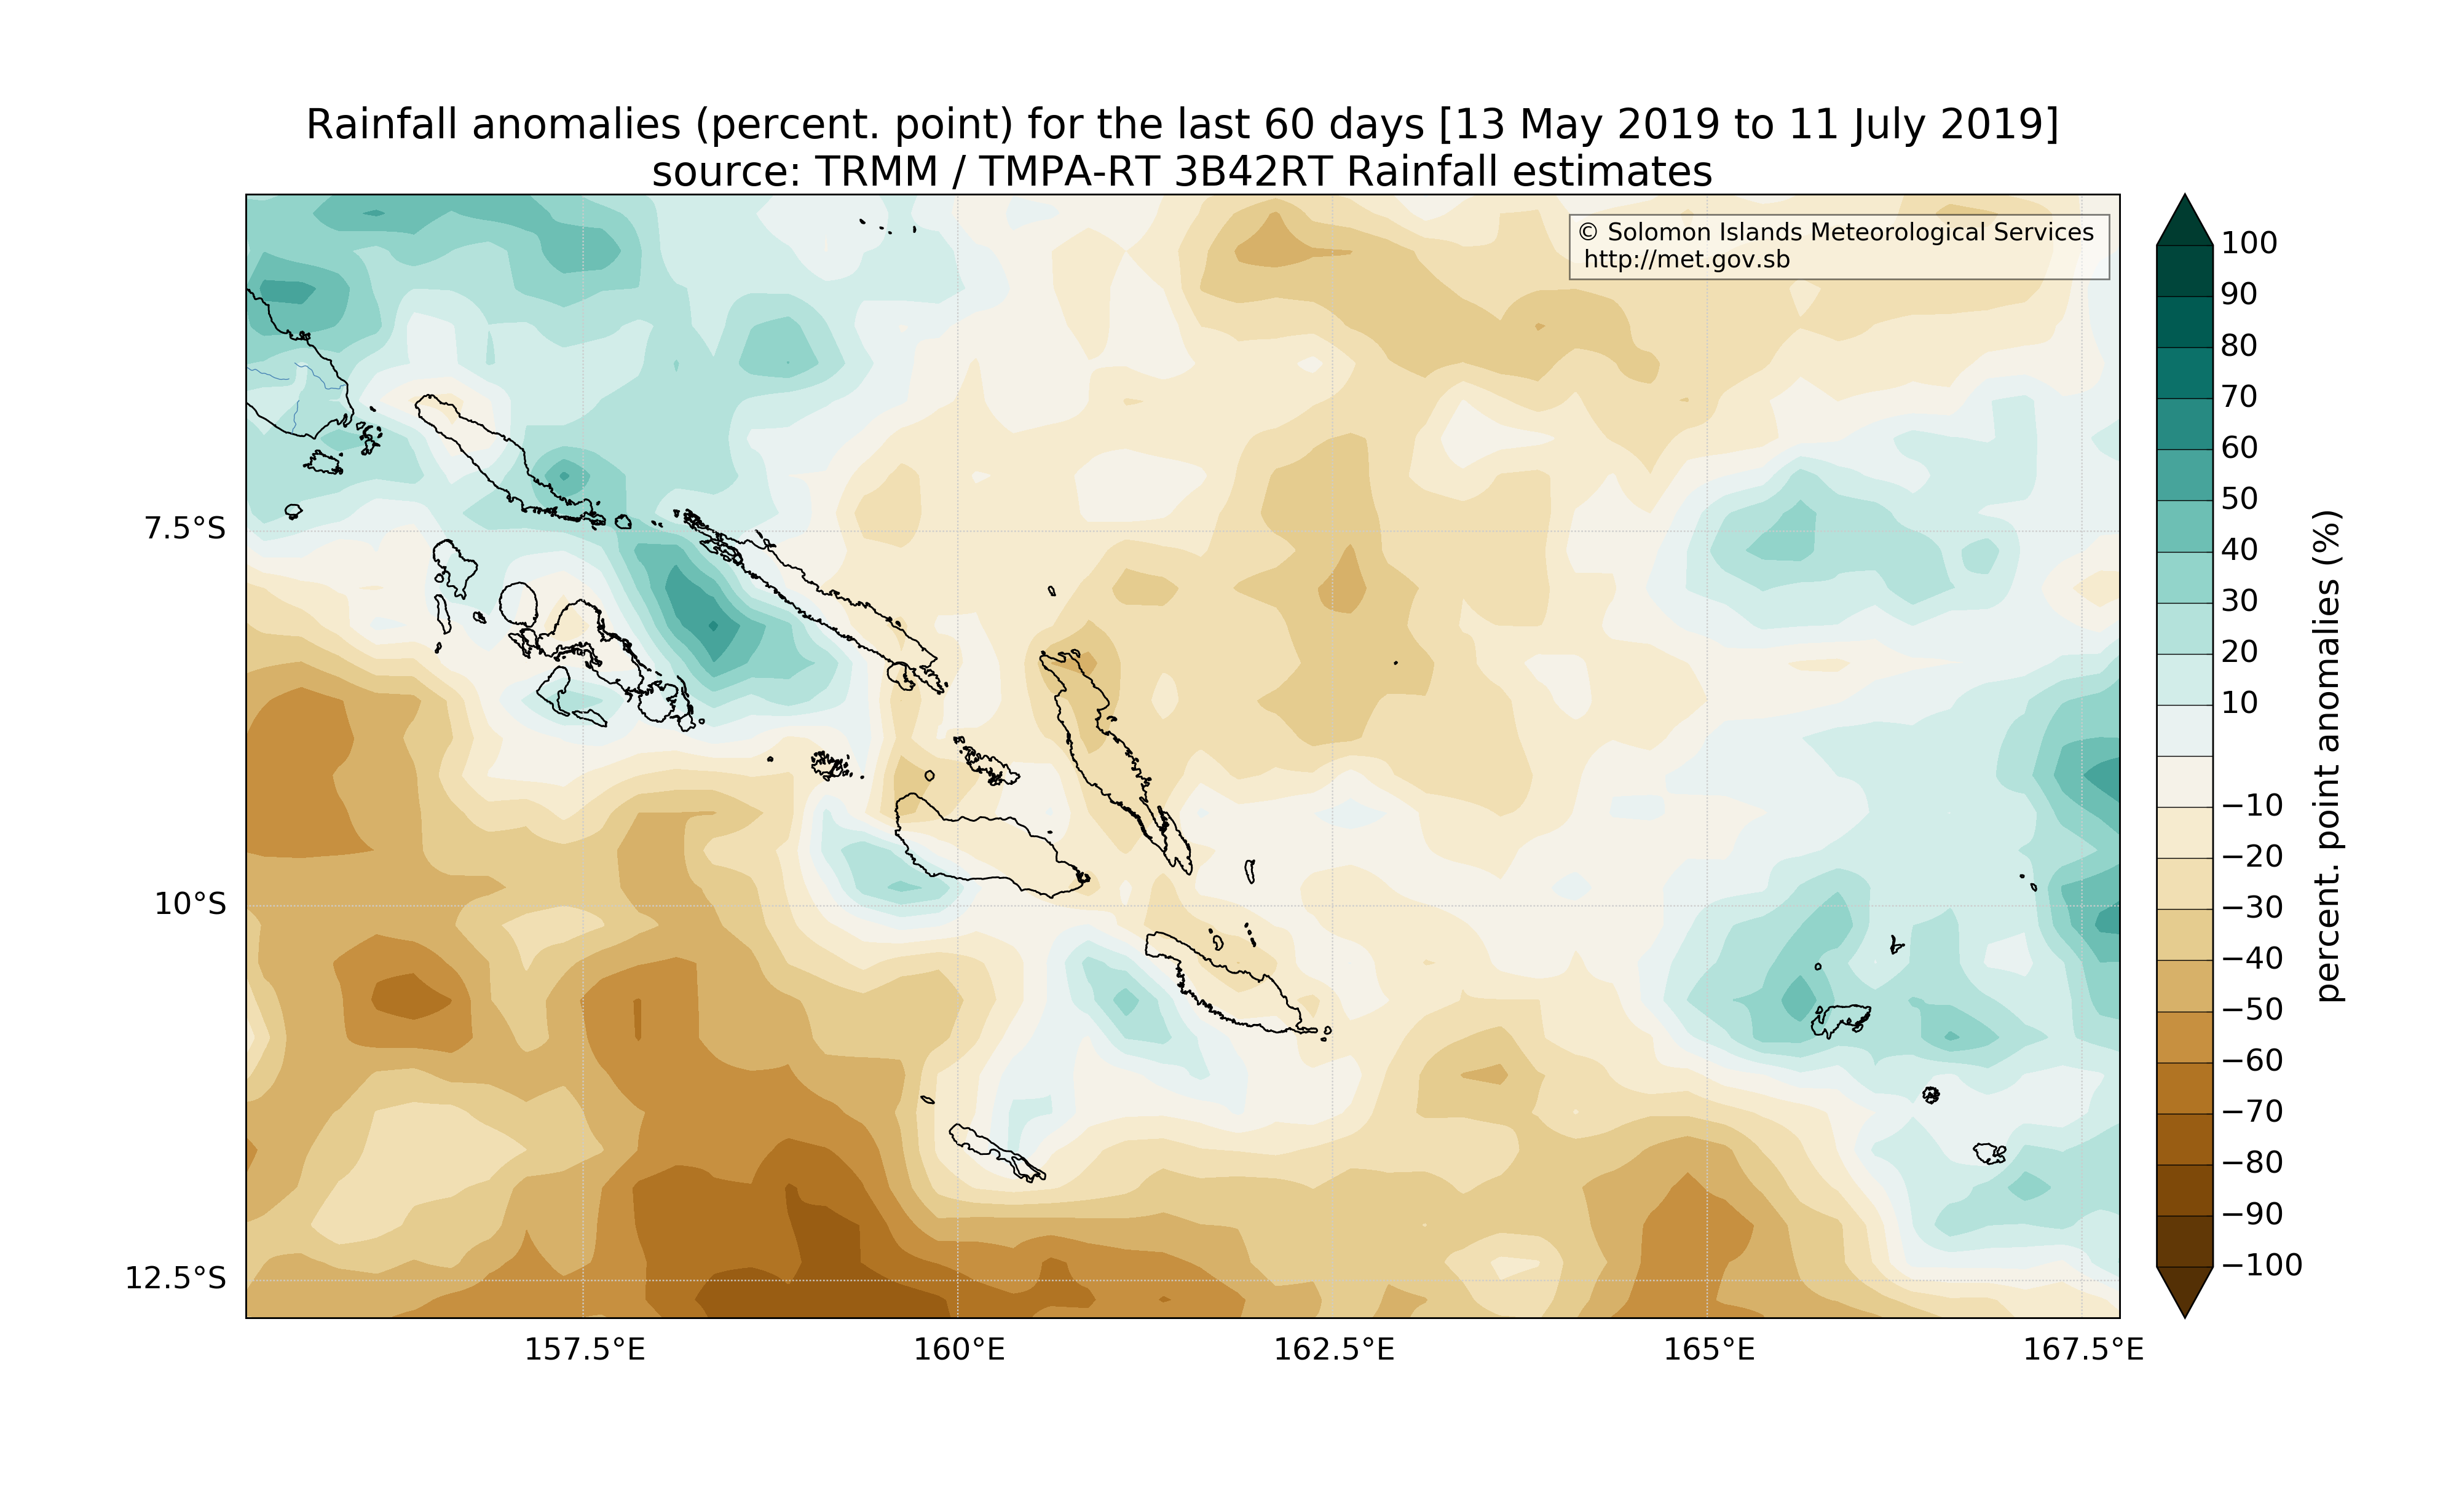 Rainfall anomalies (percent. point) for the last 60 days [13 May 2019 to 11 July 2019]
source: TRMM / TMPA-RT 3B42RT Rainfall estimates
© Solomon Islands Meteorological Services
http://met.gov.sb
7.5°S
10°S
12.5°S
157.5°E
160°E
162.5°E
165°E
167.5°E
100
90
80
70
60
50
40
30
20
10
−10
−20
−30
−40
−50
−60
−70
−80
−90
−100
percent. point anomalies (%)